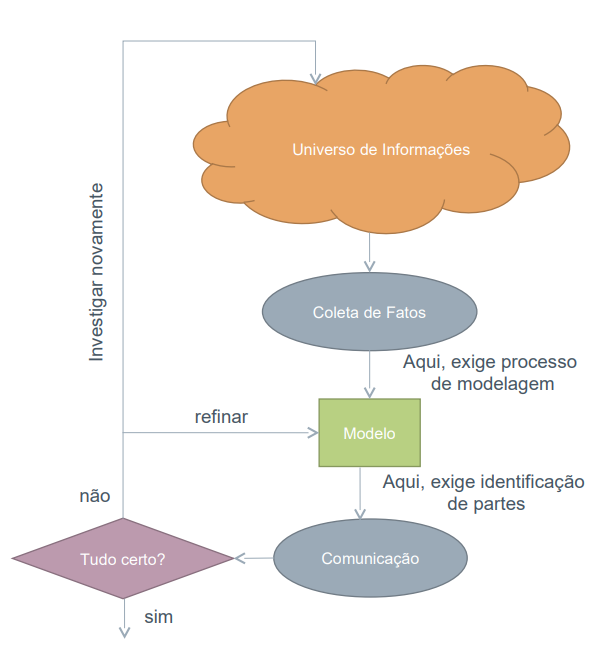 Universo de Informações
Investigar novamente
Coleta de Fatos
Aqui, exige processo
de modelagem
refinar
Modelo
Aqui, exige identificação
de partes
não
Tudo certo?
Comunicação
sim